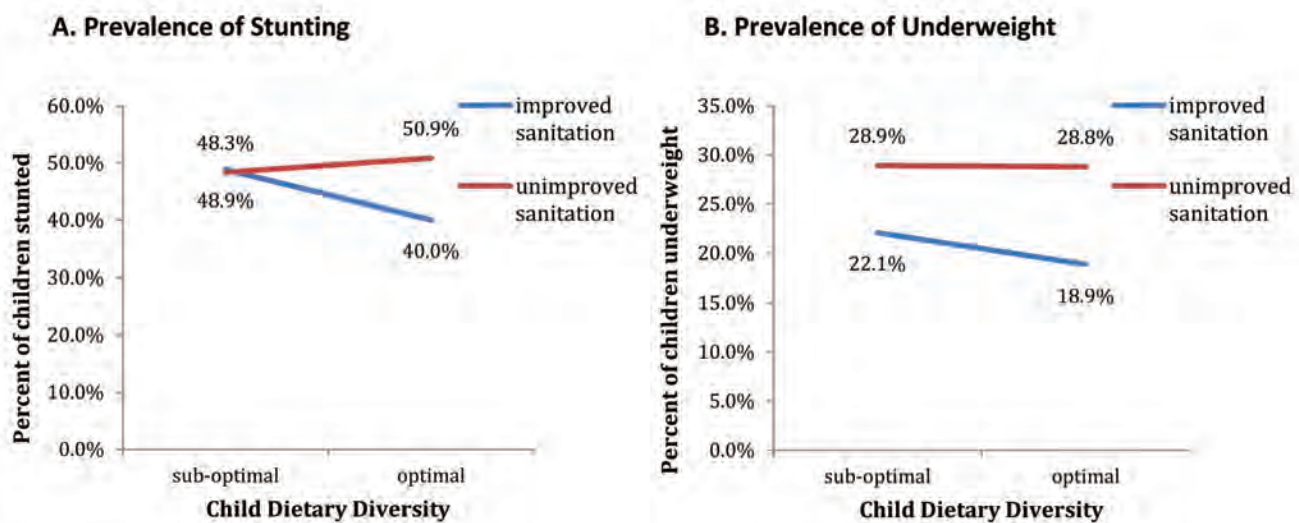 A. Prevalence of Stunting
60.0%
50.0%
40.0%
30.0%
20.0%
10.0%
0.0%
Percent of children stunted
48.3%
48.9%
50.9%
40.0%
improved
sanitation
unimproved
sanitation
sub-optimal
optimal
Child Dietary Diversity
B. Prevalence of Underweight
35.0%
30.0%
25.0%
20.0%
15.0%
10.0%
5.0%
0.0%
Percent of children underweight
28.9%
28.8%
22.1%
18.9%
improved
sanitation
unimproved
sanitation
sub-optimal
optimal
Child Dietary Diversity